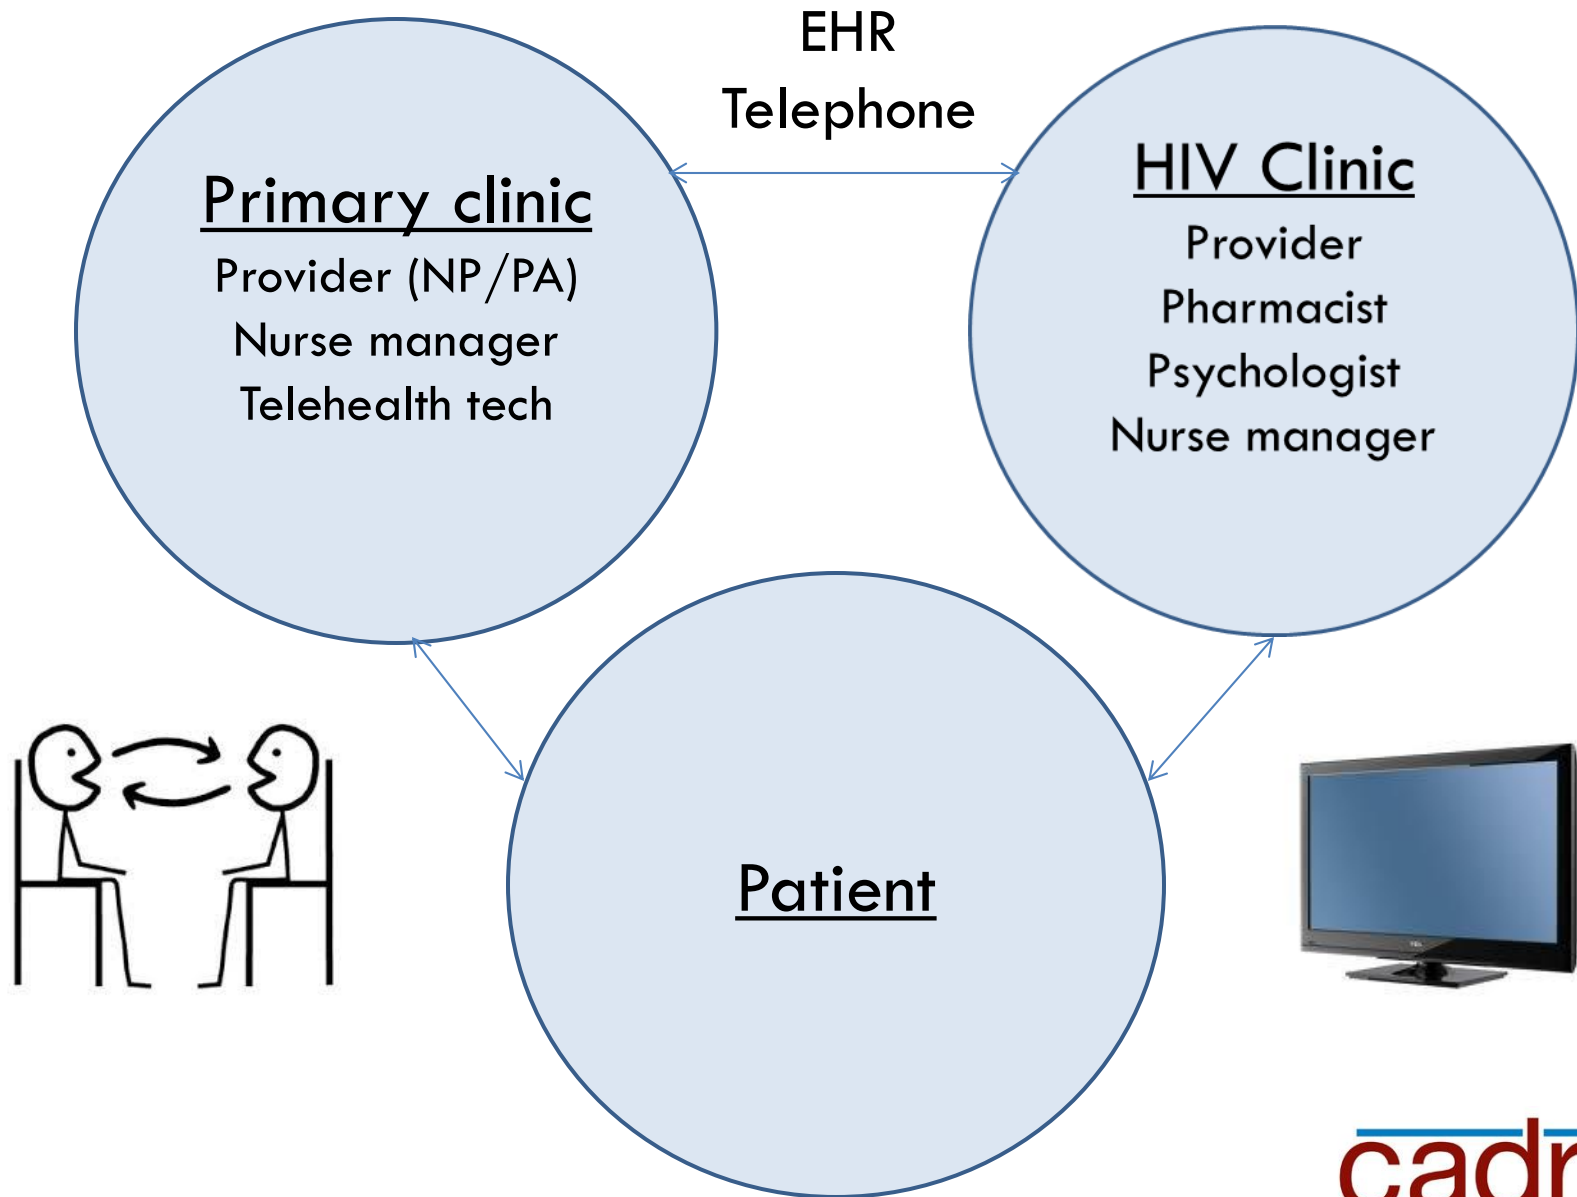 EHR
Telephone
Primary clinic
Provider (NP/PA)
Nurse manager
Telehealth tech
HIV Clinic
Provider
Pharmacist
Psychologist
Nurse manager
Patient